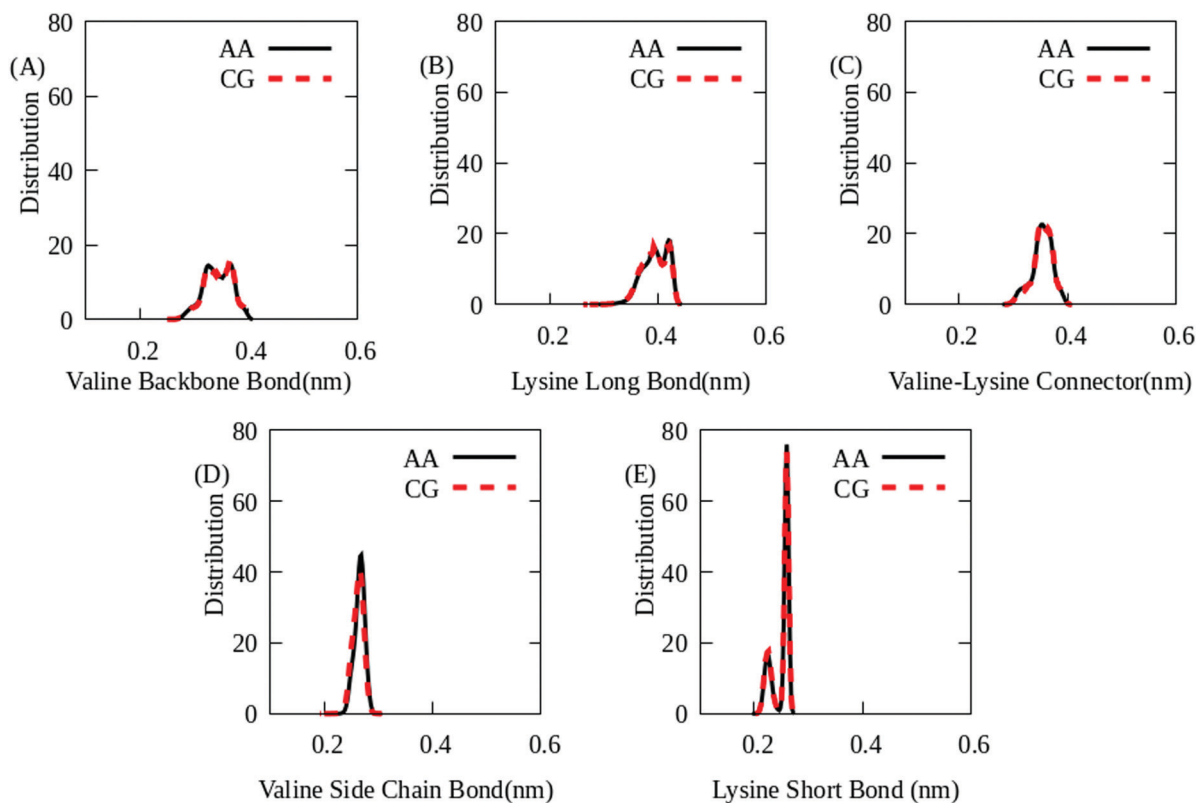 (A)
Distribution
80
60
40
20
0
AA
CG
0.2 0.4 0.6
Valine Backbone Bond(nm)
(B)
Distribution
80
60
40
20
0
AA
CG
0.2 0.4 0.6
Lysine Long Bond(nm)
(C)
Distribution
80
60
40
20
0
AA
CG
0.2 0.4 0.6
Valine-Lysine Connector(nm)
(D)
Distribution
80
60
40
20
0
AA
CG
0.2 0.4 0.6
Valine Side Chain Bond(nm)
(E)
Distribution
80
60
40
20
0
AA
CG
0.2 0.4 0.6
Lysine Short Bond (nm)